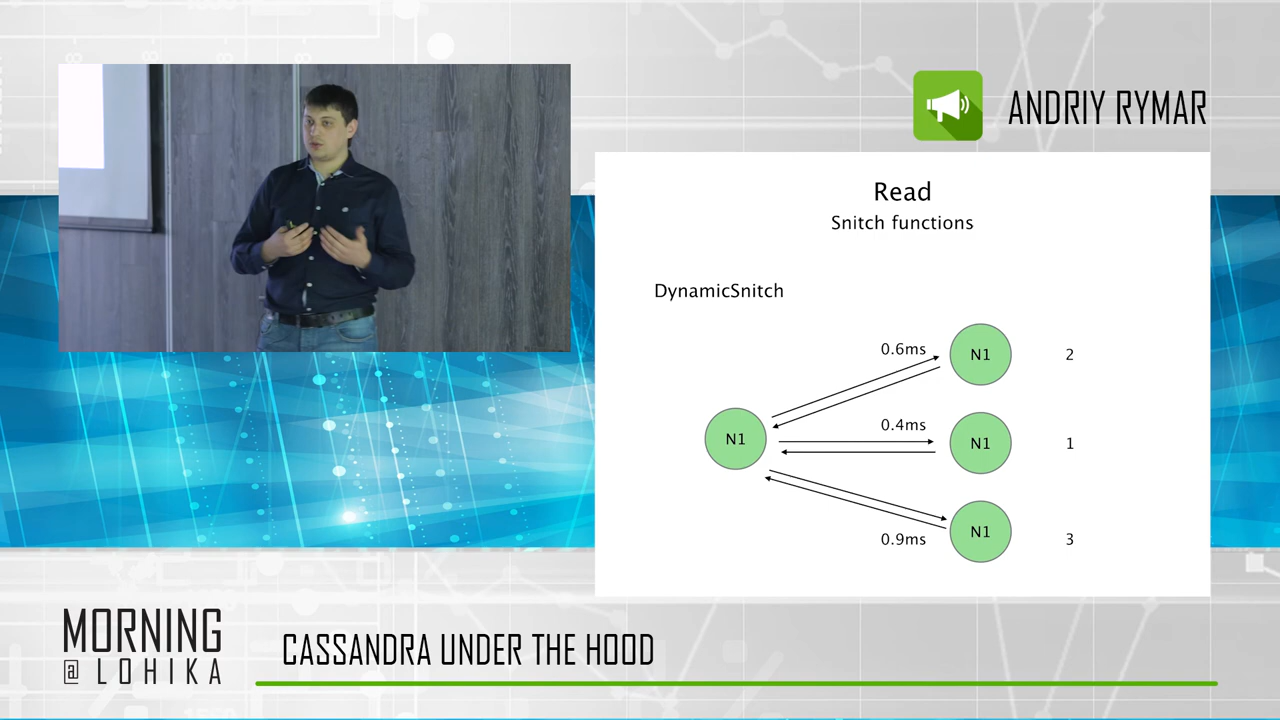 ANDRIY RYMAR
Read
Snitch functions
DynamicSnitch
0.6ms
N1
2
N1
0.4ms
N1
1
0.9ms
N1
3
MORNING
@ LOHIKA
CASSANDRA UNDER THE HOOD